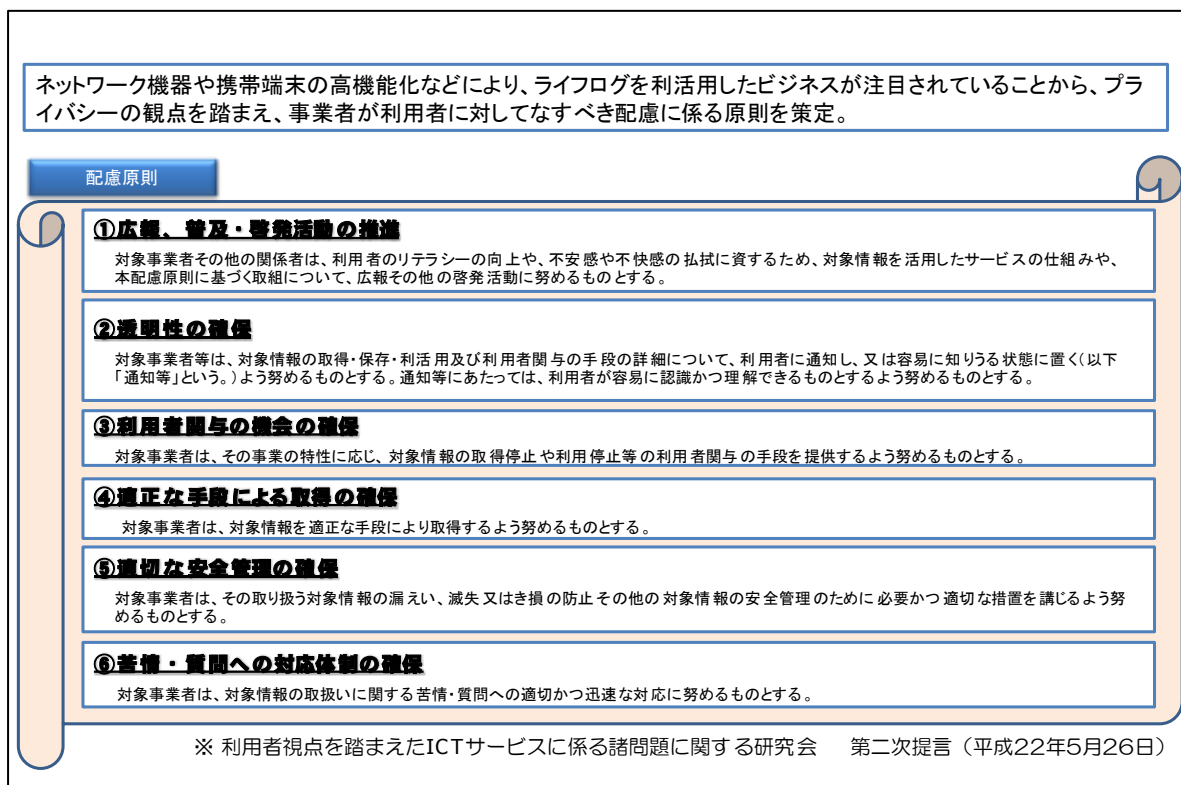 ネットワーク機器や携帯端末の高機能化などにより、ライフログを利活用したビジネスが注目されていることから、プラ
イバシーの観点を踏まえ、事業者が利用者に対してなすべき配慮に係る原則を策定。
配慮原則
①広報、普及・啓発活動の推進
対象事業者その他の関係者は、利用者のリテラシーの向上や、不安感や不快感の払拭に資するため、対象情報を活用したサービスの仕組みや、
本配慮原則に基づく取組について、広報その他の啓発活動に努めるものとする。
②透明性の確保
対象事業者等は、対象情報の取得・保存・利活用及び利用者関与の手段の詳細について、利用者に通知し、又は容易に知りうる状態に置く（以下
「通知等」という。）よう努めるものとする。通知等にあたっては、利用者が容易に認識かつ理解できるものとするよう努めるものとする。
③利用者関与の機会の確保
対象事業者は、その事業の特性に応じ、対象情報の取得停止や利用停止等の利用者関与の手段を提供するよう努めるものとする。
④適正な手段による取得の確保
対象事業者は、対象情報を適正な手段により取得するよう努めるものとする。
⑤適切な安全管理の確保
対象事業者は、その取り扱う対象情報の漏えい、滅失又はき損の防止その他の対象情報の安全管理のために必要かつ適切な措置を講じるよう努
めるものとする。
⑥苦情・質問への対応体制の確保
対象事業者は、対象情報の取扱いに関する苦情・質問への適切かつ迅速な対応に努めるものとする。
※ 利用者視点を踏まえたICTサービスに係る諸問題に関する研究会　第二次提言（平成22年5月26日）